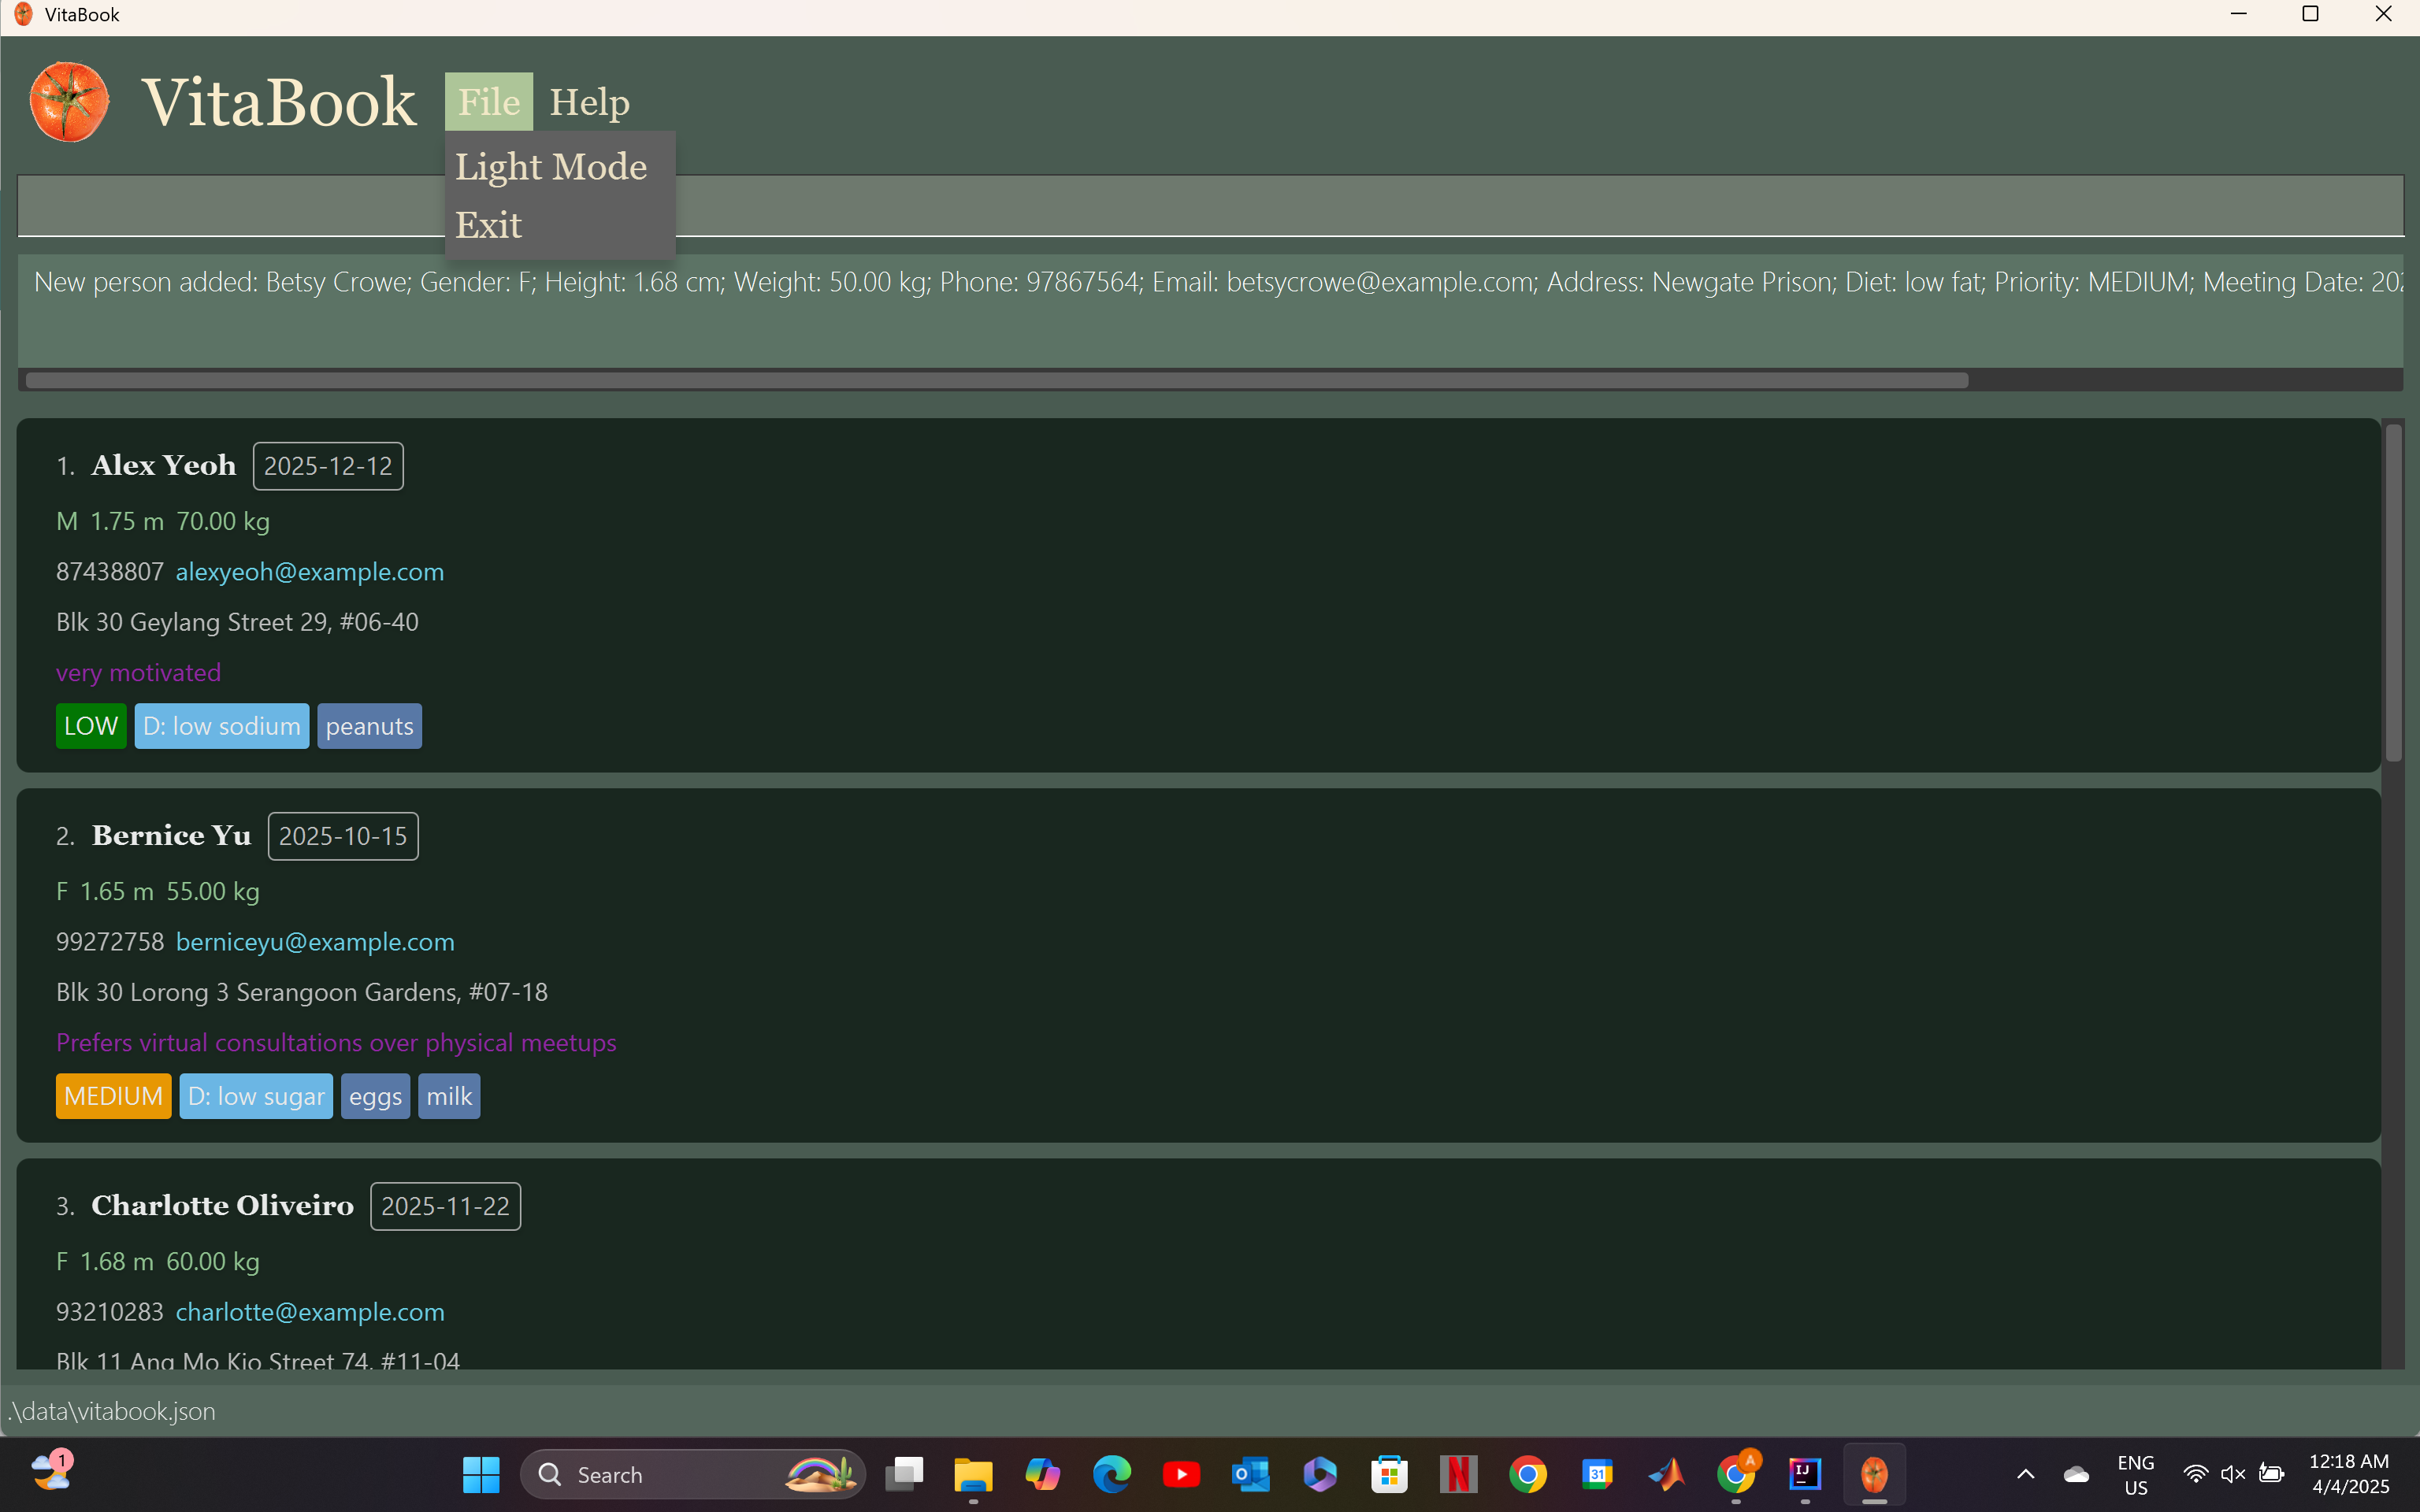 VitaBook
VitaBook File Help
Light Mode
Exit
New person added: Betsy Crowe; Gender: F; Height: 1.68 cm; Weight: 50.00 kg; Phone: 97867564; Email: betsycrowe@example.com; Address: Newgate Prison; Diet: low fat; Priority: MEDIUM; Meeting Date: 202
1. Alex Yeoh 2025-12-12
M 1.75 m 70.00 kg
87438807 alexyeoh@example.com
Blk 30 Geylang Street 29, #06-40
very motivated
LOW D: low sodium peanuts
2. Bernice Yu 2025-10-15
F 1.65 m 55.00 kg
99272758 berniceyu@example.com
Blk 30 Lorong 3 Serangoon Gardens, #07-18
Prefers virtual consultations over physical meetups
MEDIUM D: low sugar eggs milk
3. Charlotte Oliveiro 2025-11-22
F 1.68 m 60.00 kg
93210283 charlotte@example.com
Blk 11 Ang Mo Kio Street 74, #11-04
.\data\vitabook.json
1
Search
31
A
IJ
ENG
US
12:18 AM
4/4/2025